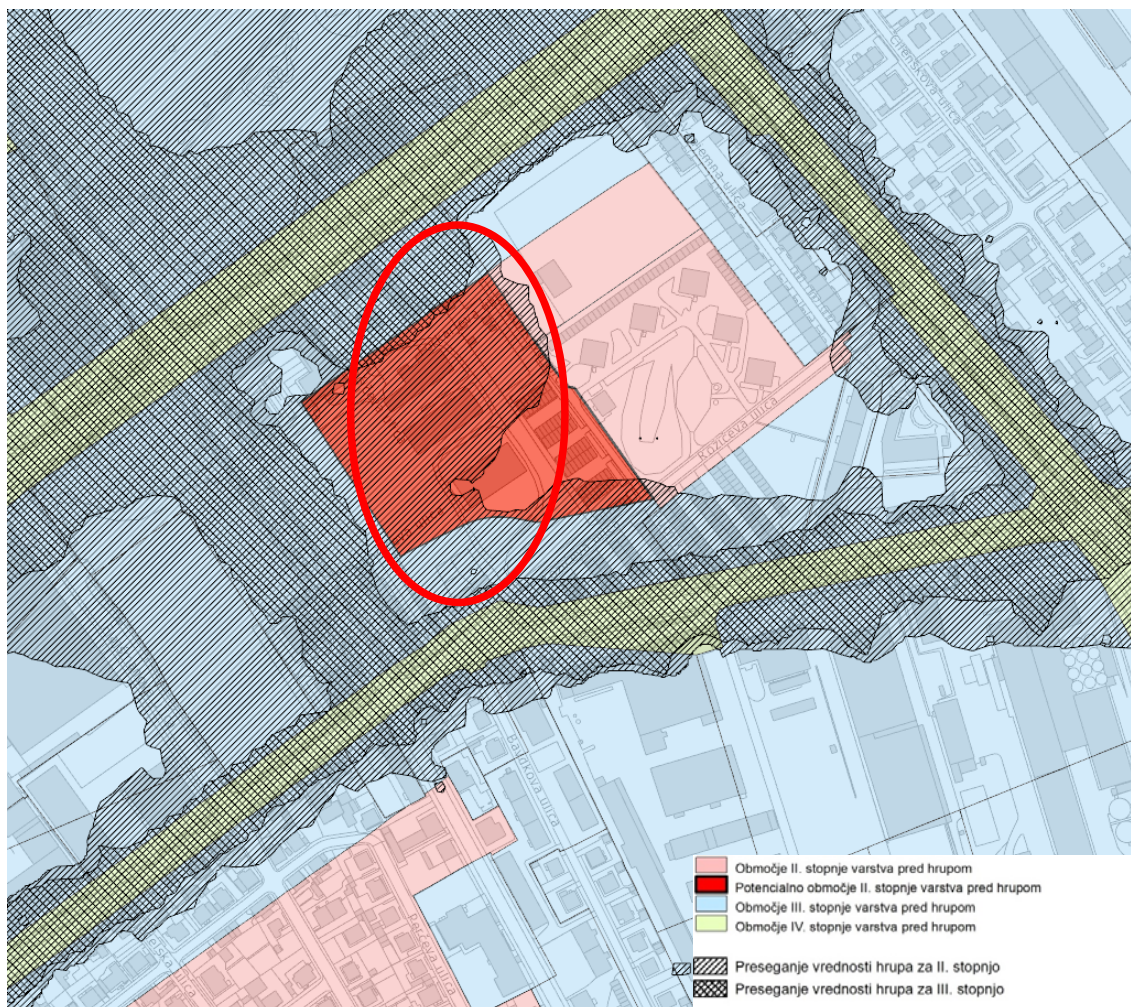 Kozičeva ulica
Baragkova ulica
Območje II. stopnje varstva pred hrupom
Potencialno območje II. stopnje varstva pred hrupom
Območje III. stopnje varstva pred hrupom
Območje IV. stopnje varstva pred hrupom
Preseganje vrednosti hrupa za II. stopnjo
Preseganje vrednosti hrupa za III. stopnjo